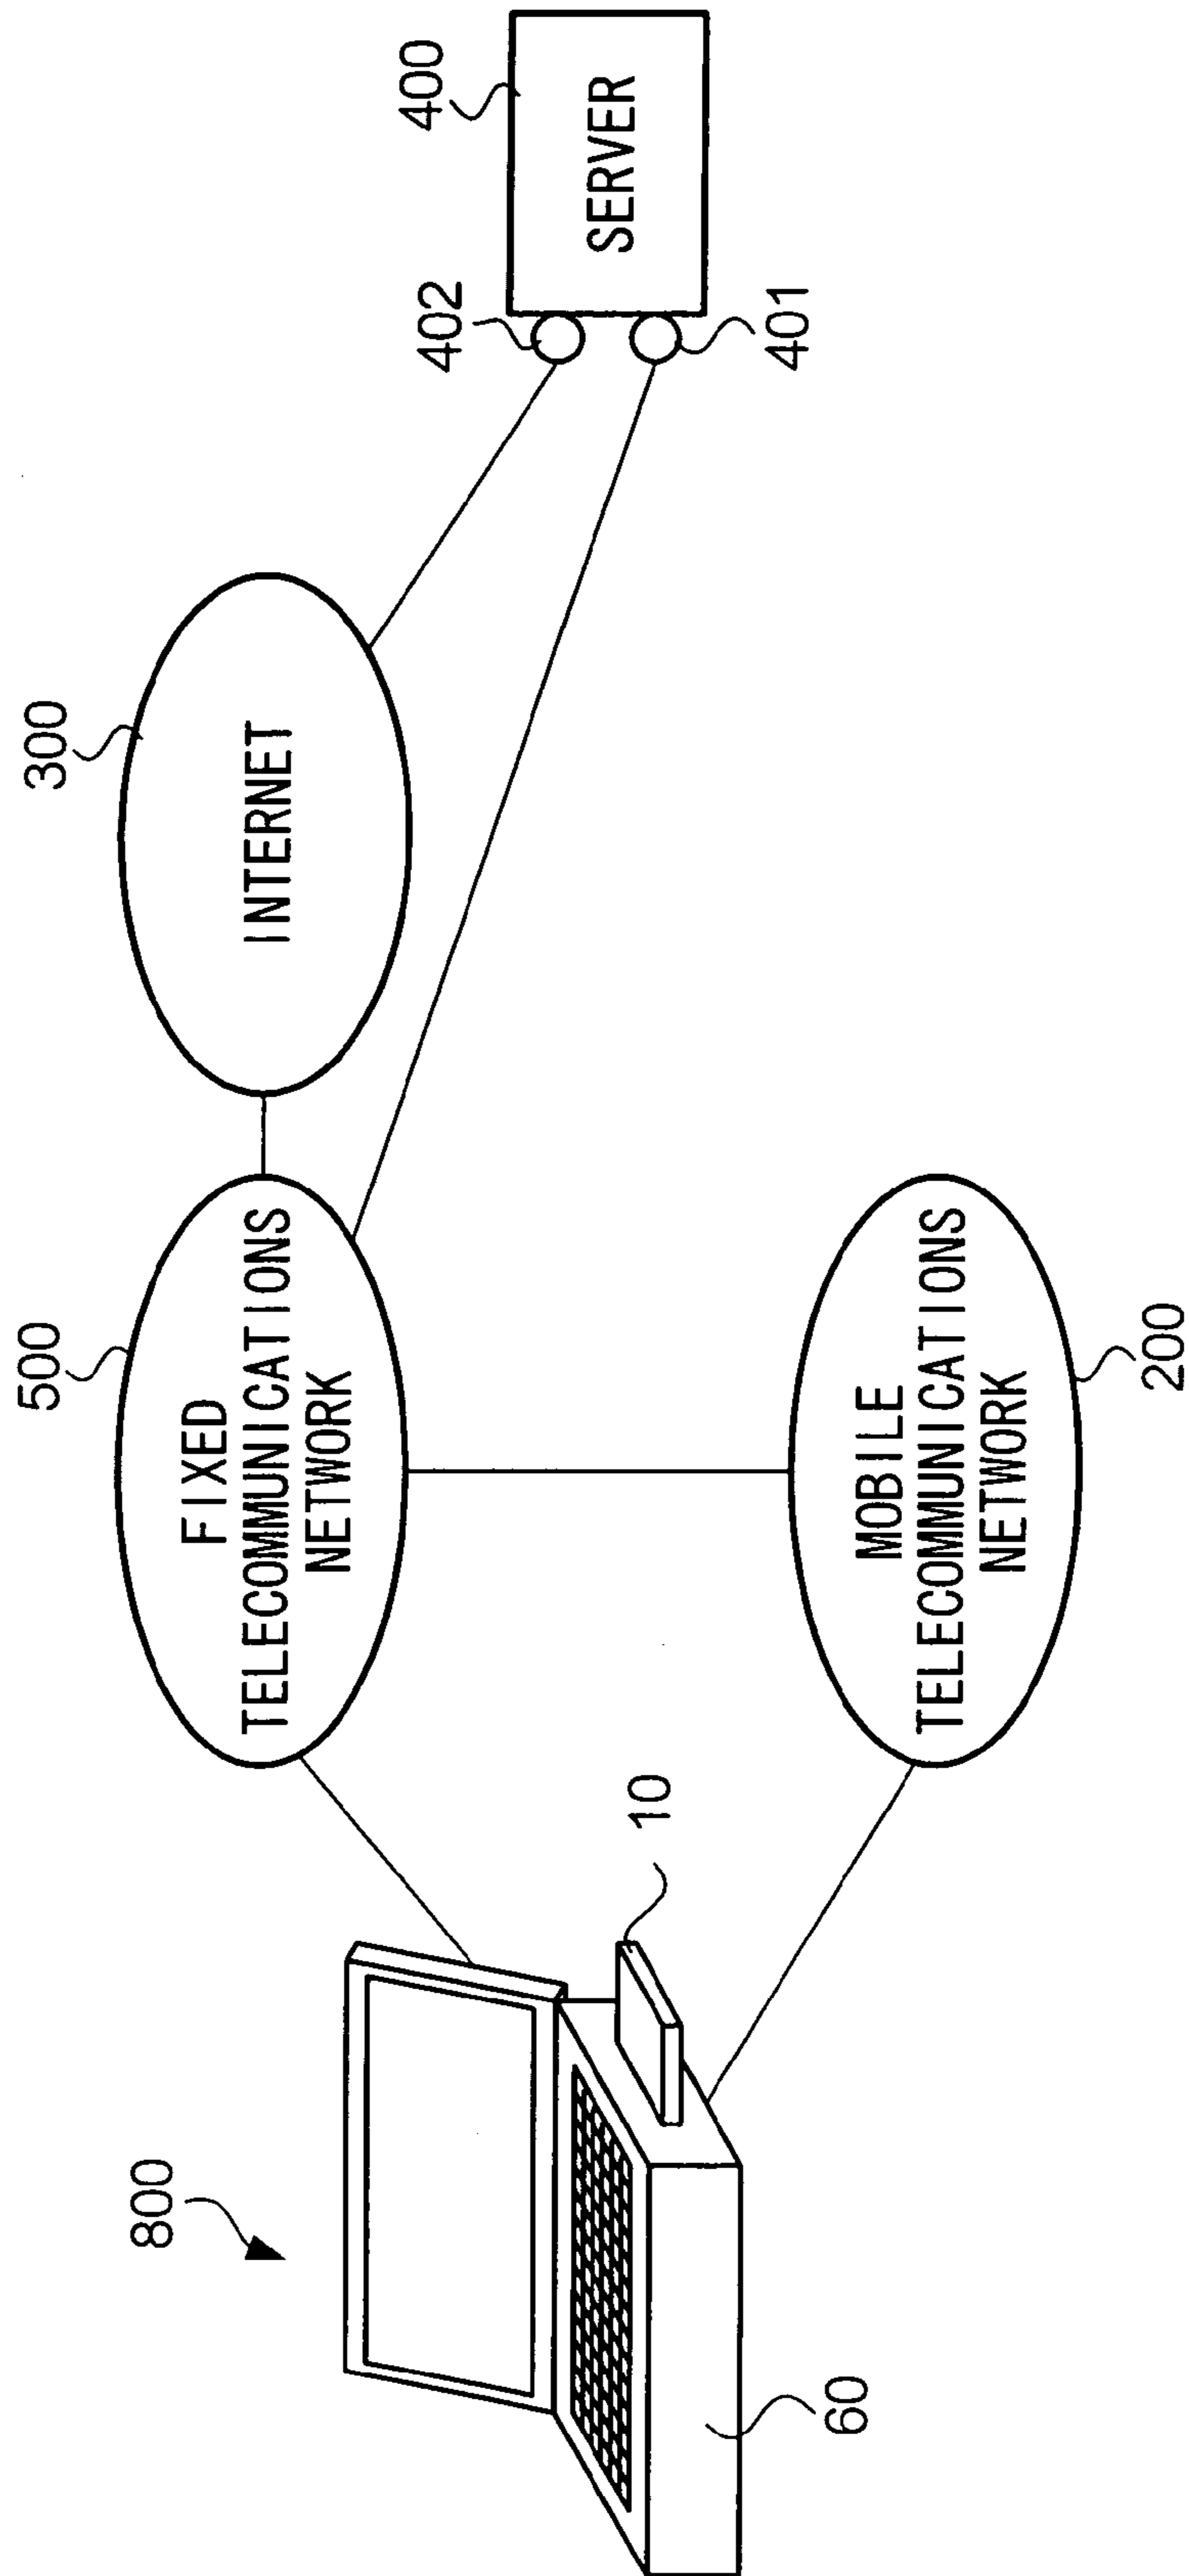 800
60
10
500
FIXED
TELECOMMUNICATIONS
NETWORK
MOBILE
TELECOMMUNICATIONS
NETWORK
200
300
INTERNET
402
401
400
SERVER